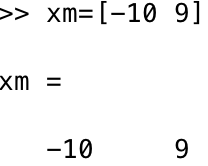 >> xm=[-10 9]
xm =
-10 9